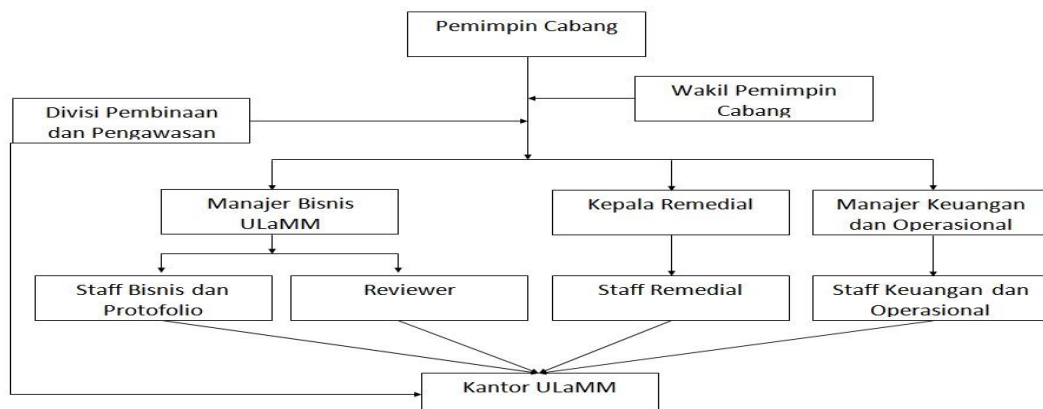 Pemimpin Cabang
Wakil Pemimpin
Cabang
Divisi Pembinaan
dan Pengawasan
Manajer Bisnis
ULaMM
Kepala Remedial
Manajer Keuangan
dan Operasional
Staff Bisnis dan
Protofolio
Reviewer
Staff Remedial
Staff Keuangan dan
Operasional
Kantor ULaMM